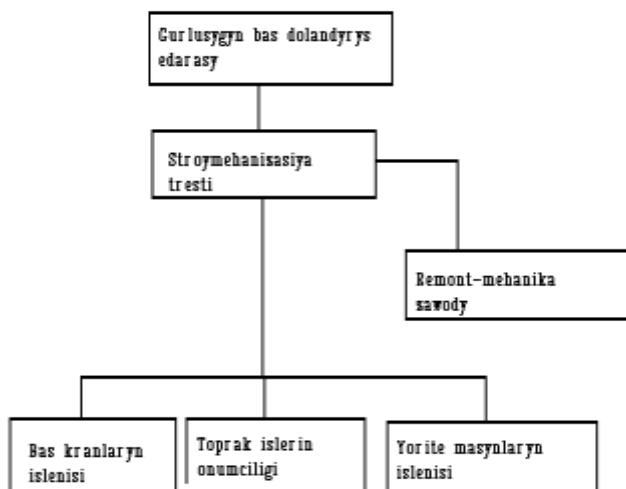 Gurlusygyn bas dolandyrys
edarasy
Stroymehanisasiya
tresti
Remont-mehanika
sawody
Bas kranlaryn
islenisi
Toprak islerin
onumciligi
Yorite masynlaryn
islenisi